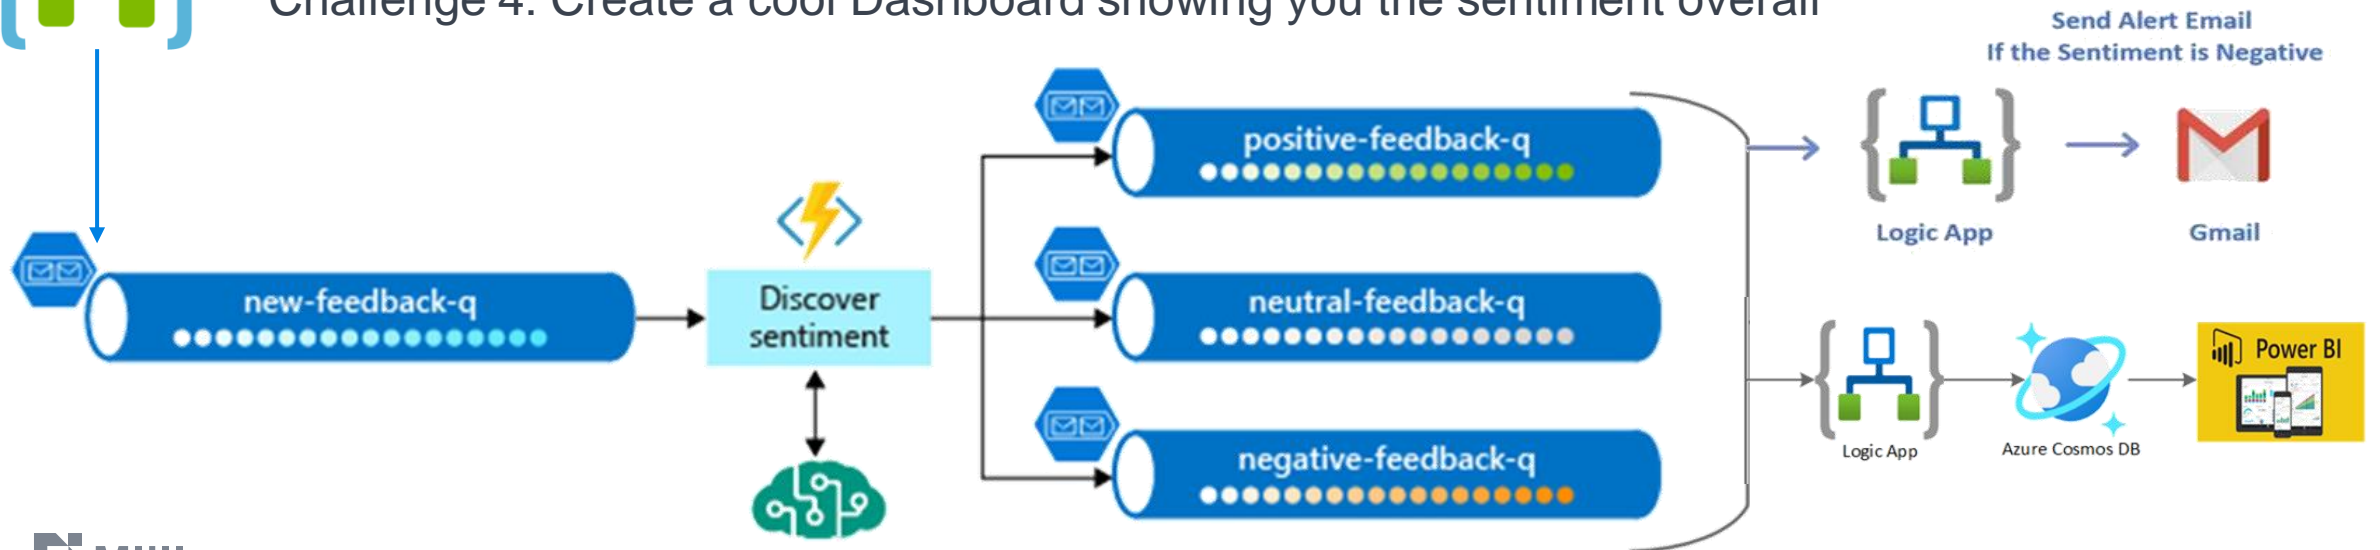 Challenge 4: Create a cool Dashboard showing you the sentiment overall
Send Alert Email
If the Sentiment is Negative
positive-feedback-q
Logic App
Gmail
new-feedback-q
Discover
sentiment
neutral-feedback-q
Power BI
negative-feedback-q
Logic App
Azure Cosmos DB